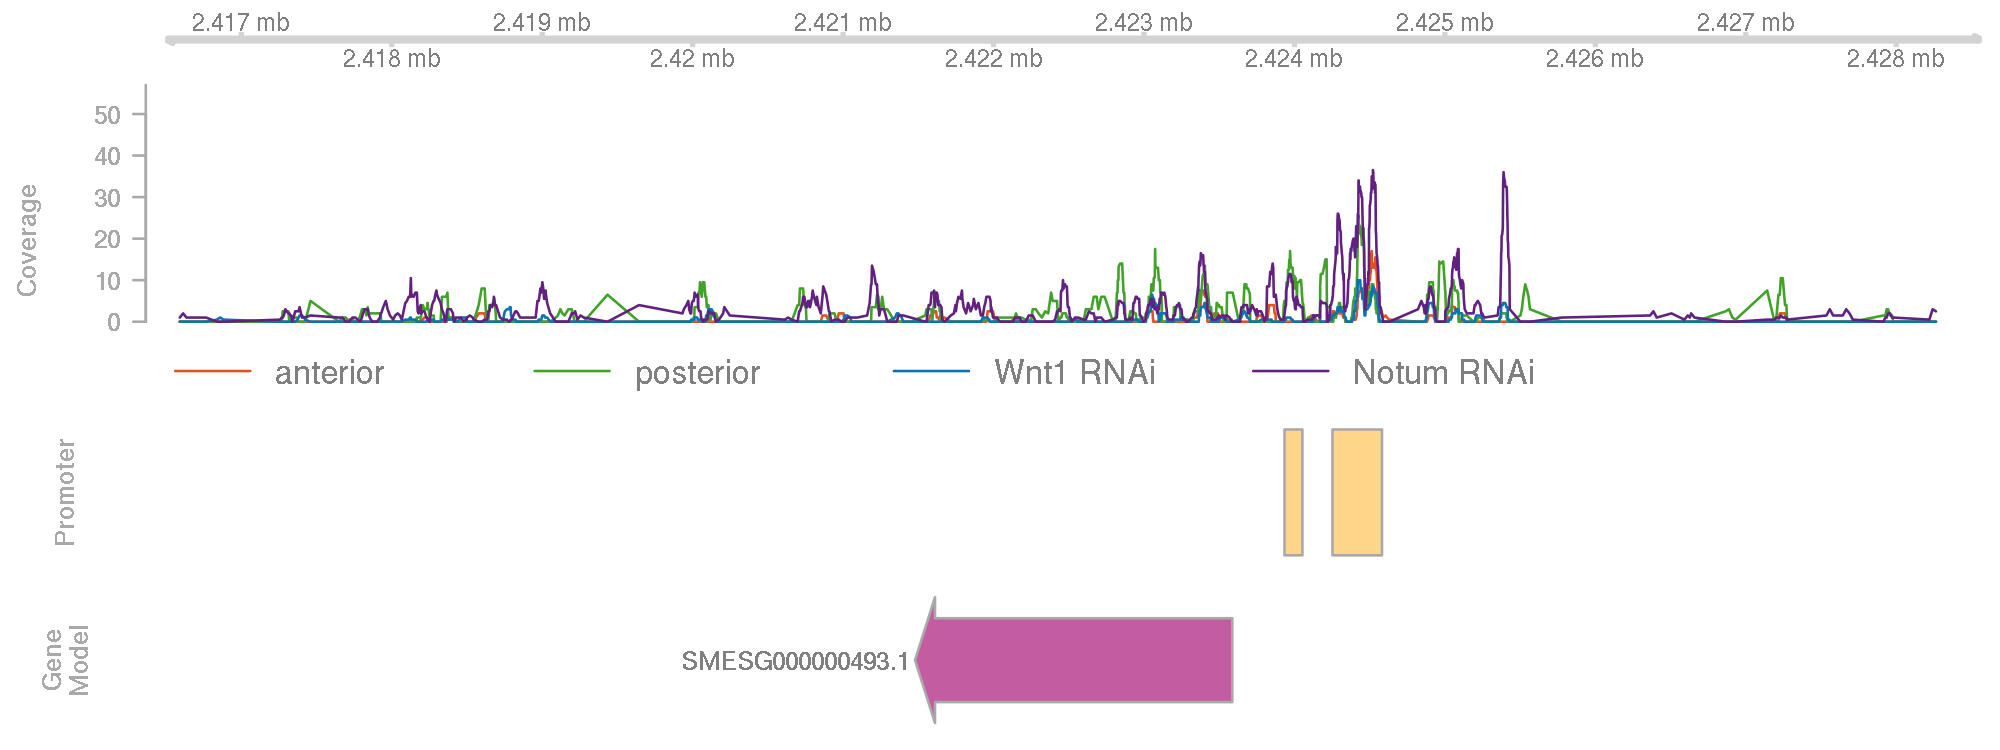 2.417 mb 2.419 mb 2.421 mb 2.423 mb 2.425 mb 2.427 mb
2.418 mb 2.42 mb 2.422 mb 2.424 mb 2.426 mb 2.428 mb
Coverage
50
40
30
20
10
0
anterior posterior Wnt1 RNAi Notum RNAi
Promoter
Gene
Model
SMESG000000493.1